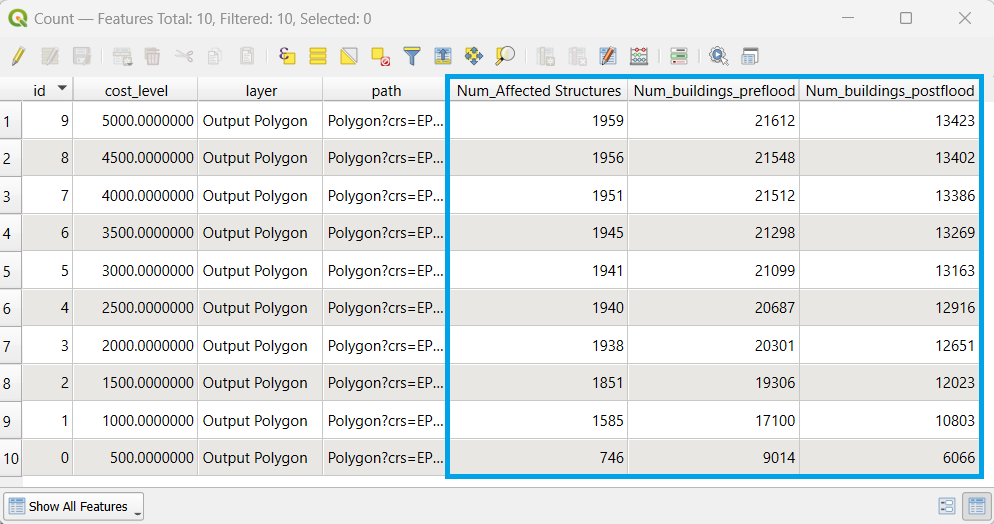 Count — Features Total: 10, Filtered: 10, Selected: 0
id cost_level layer path Num_Affected Structures Num_buildings_preflood Num_buildings_postflood
1 9 5000.0000000 Output Polygon Polygon?crs=EP... 1959 21612 13423
2 8 4500.0000000 Output Polygon Polygon?crs=EP... 1956 21548 13402
3 7 4000.0000000 Output Polygon Polygon?crs=EP... 1951 21512 13386
4 6 3500.0000000 Output Polygon Polygon?crs=EP... 1945 21298 13269
5 5 3000.0000000 Output Polygon Polygon?crs=EP... 1941 21099 13163
6 4 2500.0000000 Output Polygon Polygon?crs=EP... 1940 20687 12916
7 3 2000.0000000 Output Polygon Polygon?crs=EP... 1938 20301 12651
8 2 1500.0000000 Output Polygon Polygon?crs=EP... 1851 19306 12023
9 1 1000.0000000 Output Polygon Polygon?crs=EP... 1585 17100 10803
10 0 500.0000000 Output Polygon Polygon?crs=EP... 746 9014 6066
Show All Features